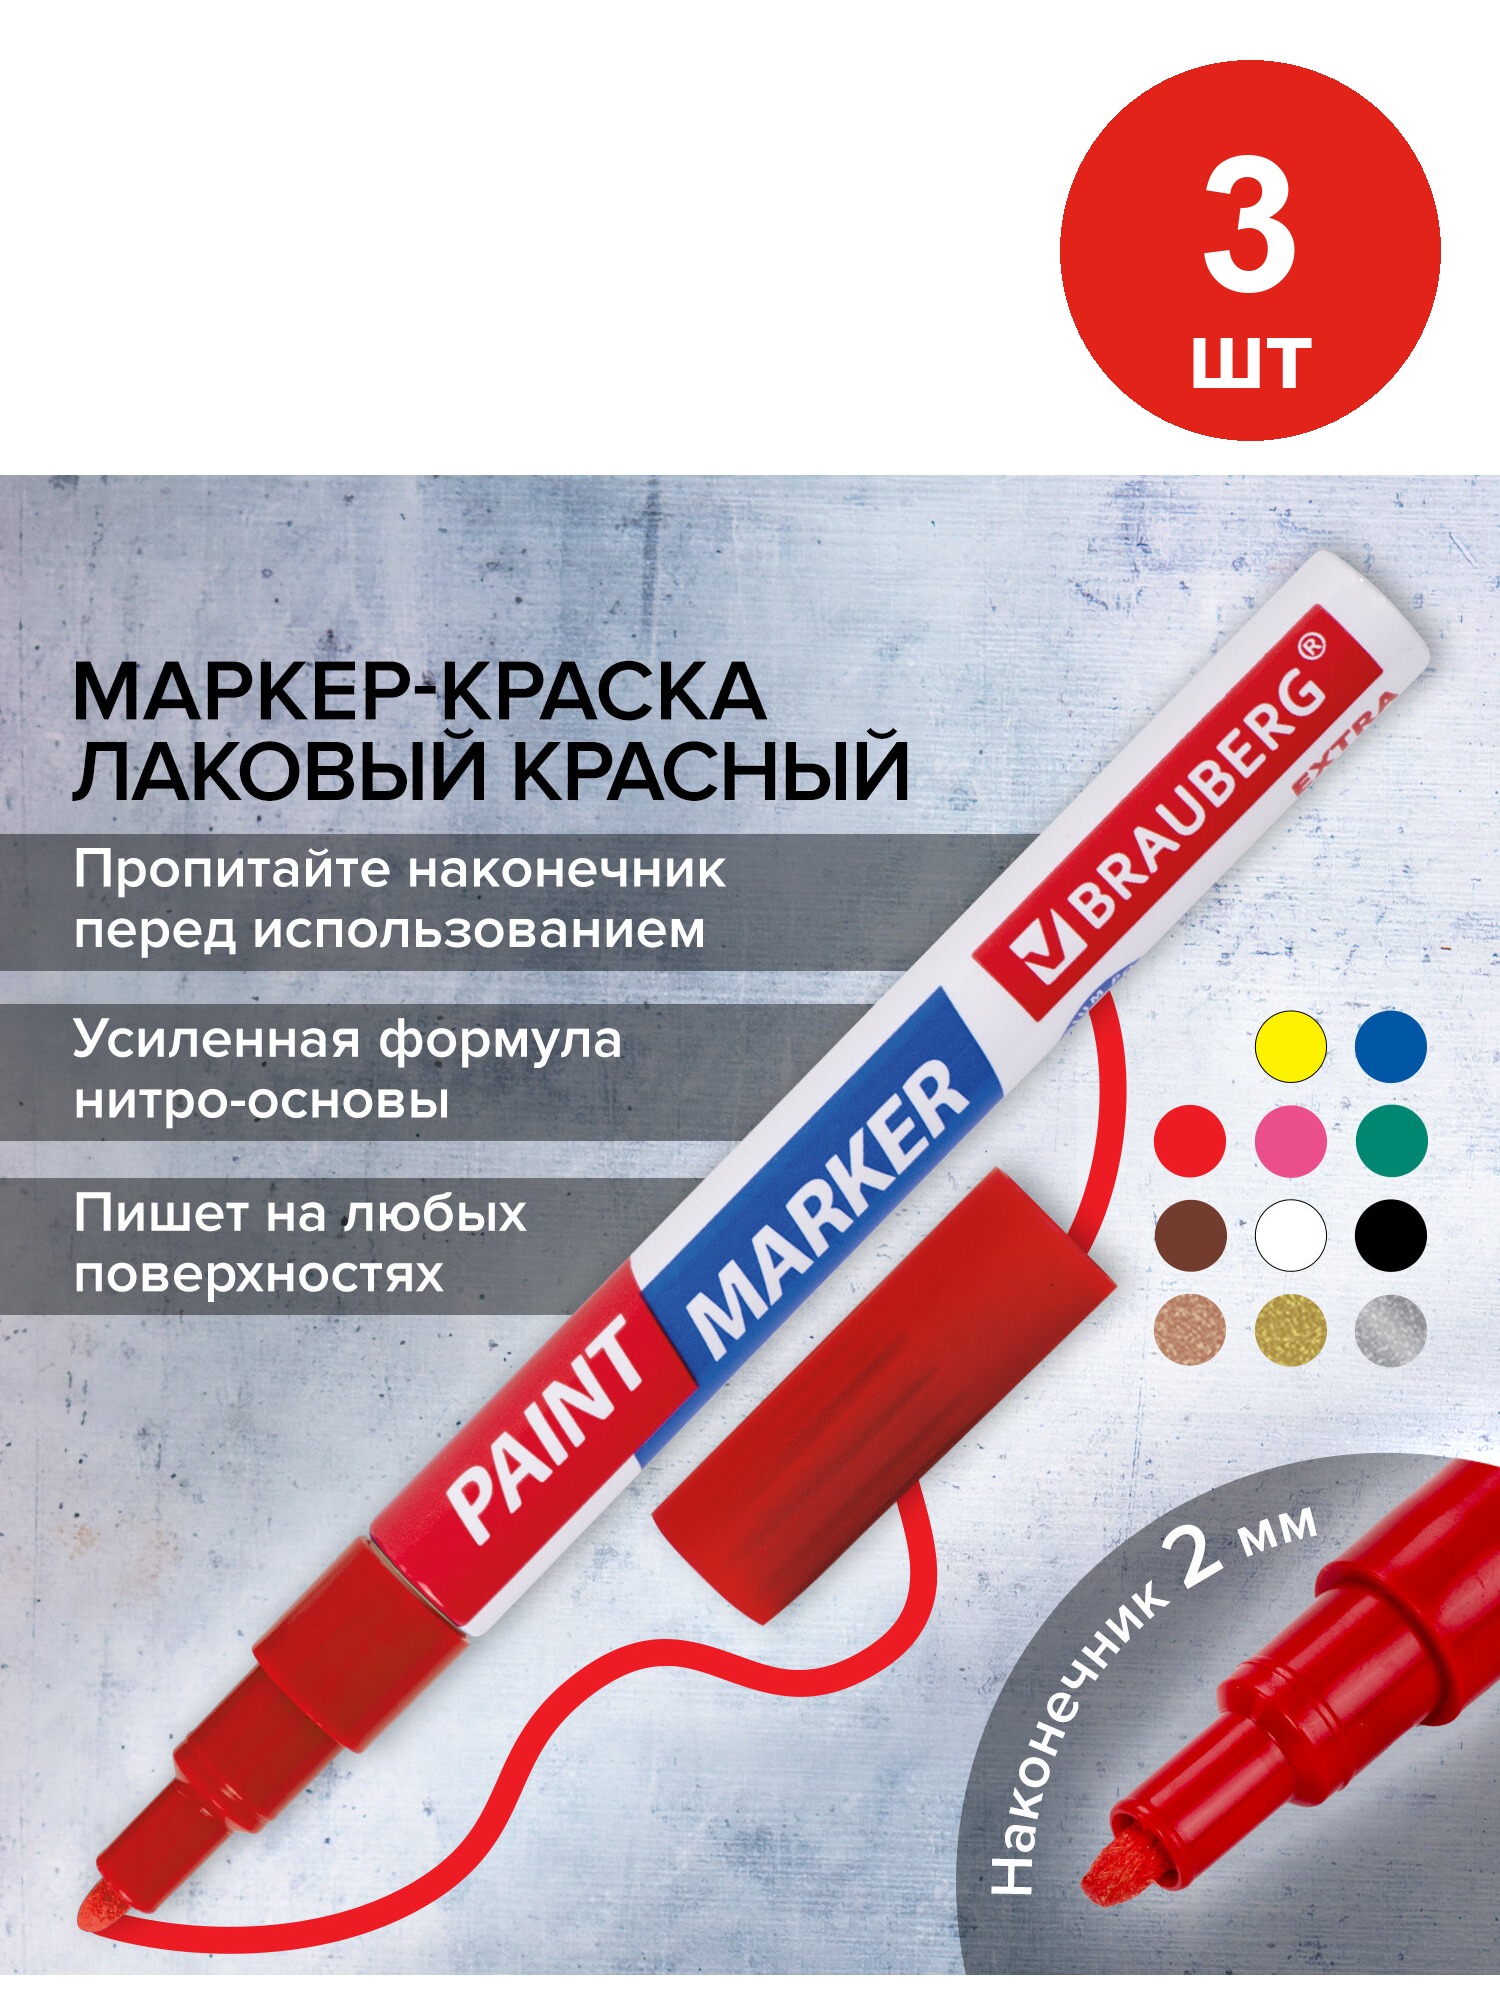 3
шт
МАРКЕР-КРАСКА
ЛАКОВЫЙ КРАСНЫЙ
Пропитайте наконечник
перед использованием
Усиленная формула
нитро-основы
Пишет на любых
поверхностях
BRAUBERG®
EXTRA
PAINT MARKER
Наконечник 2 мм